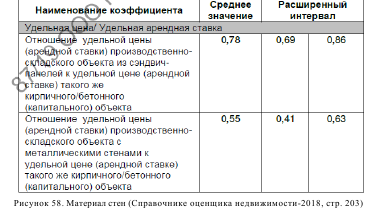 Наименование коэффициента
Среднее значение
Расширенный интервал
Удельная цена/ Удельная арендная ставка
Отношение удельной цены
(арендной ставки) производственно-
складского объекта из сэндвич-
панелей к удельной цене (арендной
ставки) такого же
кирпичного/бетонного
(капитального) объекта
0,78
0,69
0,86
Отношение удельной цены
(арендной ставки) производственно-
складского объекта с
металлическими стенами к
удельной цене (арендной ставке)
такого же кирпичного/бетонного
(капитального) объекта
0,55
0,41
0,63
Рисунок 58. Материал стен (Справочнике оценщика недвижимости-2018, стр. 203)